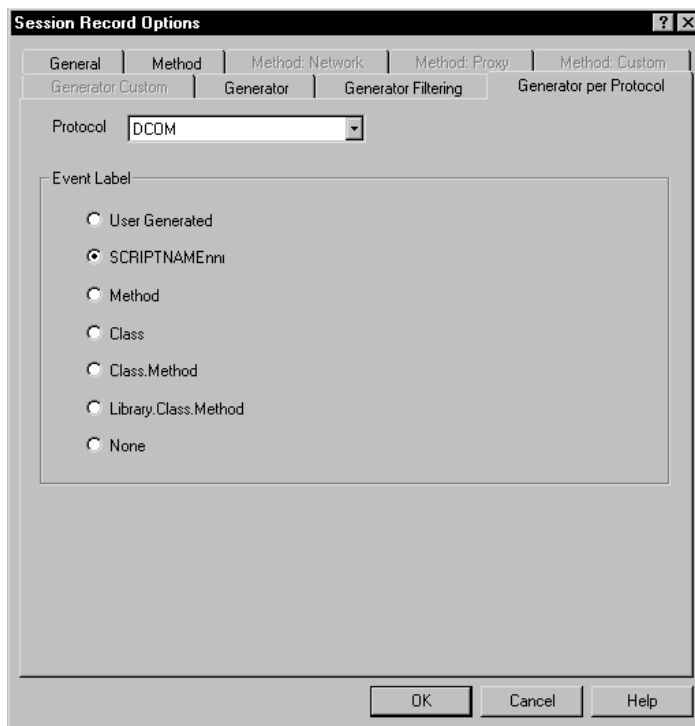 Session Record Options
General Method Method: Network Method: Proxy Method: Custom
Generator Custom Generator Generator Filtering Generator per Protocol
Protocol DCOM
Event Label
User Generated
SCRIPTNAMEnnı
Method
Class
Class.Method
Library.Class.Method
None
OK Cancel Help